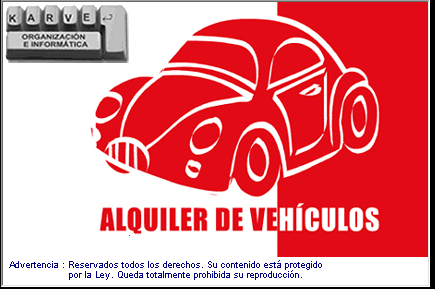 KARVE
ORGANIZACIÓN
E INFORMÁTICA
ALQUILER DE VEHÍCULOS
Advertencia : Reservados todos los derechos. Su contenido está protegido
por la Ley. Queda totalmente prohibida su reproducción.